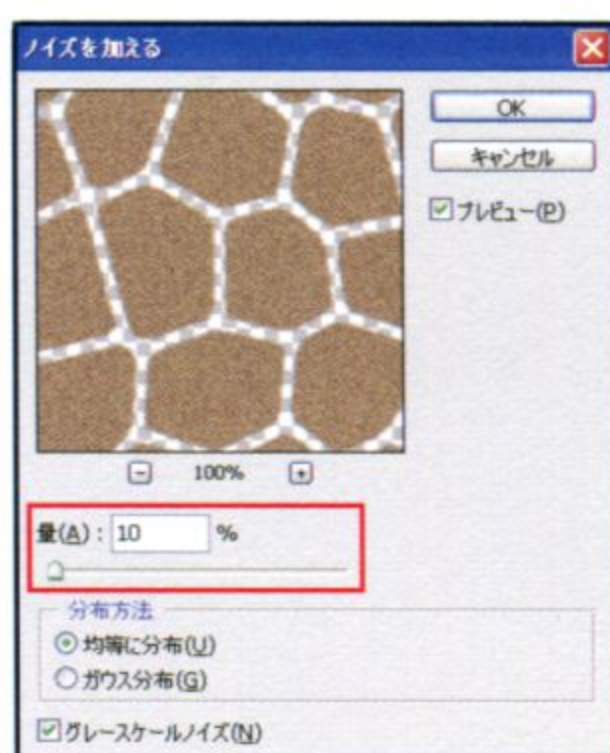 ノイズを加える
OK
キャンセル
プレビュー(P)
100%
量(A): 10 %
分布方法
均等に分布(U)
ガウス分布(G)
グレースケールノイズ(N)